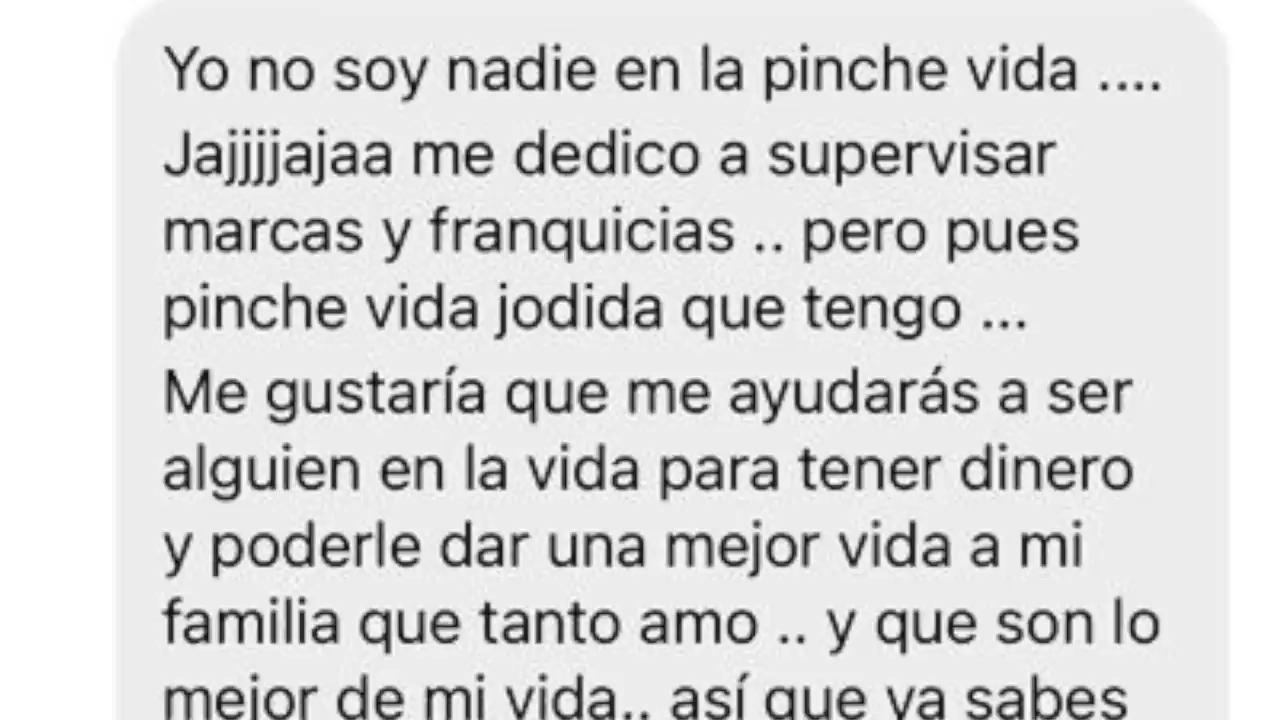 Yo no soy nadie en la pinche vida ....
Jajjjjajaa me dedico a supervisar
marcas y franquicias .. pero pues
pinche vida jodida que tengo ...
Me gustaría que me ayudarás a ser
alguien en la vida para tener dinero
y poderle dar una mejor vida a mi
familia que tanto amo .. y que son lo
mejor de mi vida.. así que ya sabes